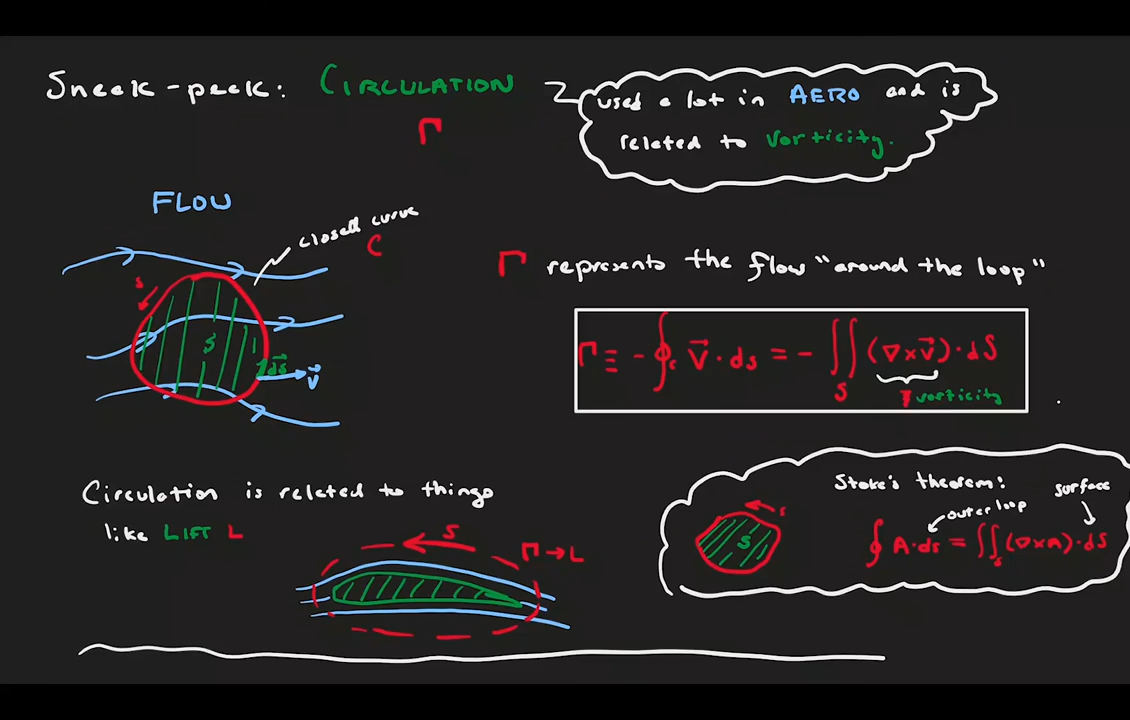 Sneek-peek: CIRCULATION
Γ
used a lot in AERO and is
related to vorticity.
FLOW
closed curve
C
s
S
d⃗s
V⃗
Γ represents the flow "around the loop"
Γ ≡ - ∮c V⃗ · ds = - ∬S (∇×V⃗) · dS
vorticity
Circulation is related to things
like LIFT L
S
Γ → L
Stoke's theorem:
outer loop
surface
s
S
∮ A·ds = ∬s (∇×A)·dS